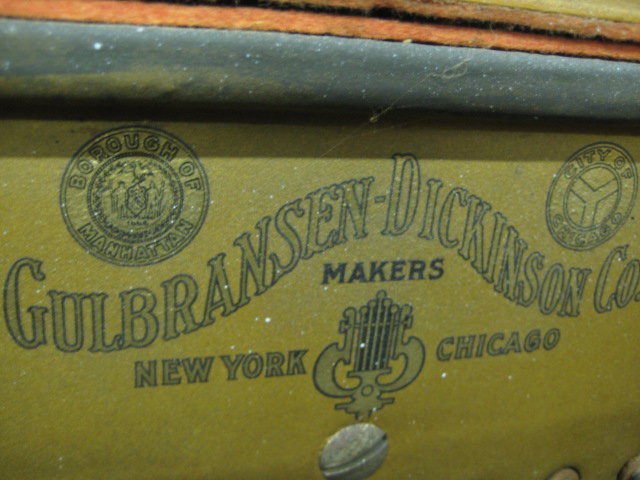 BOROUGH OF
MANHATTAN
CITY OF
CHICAGO
GULBRANSEN-DICKINSON Co.
MAKERS
NEW YORK CHICAGO